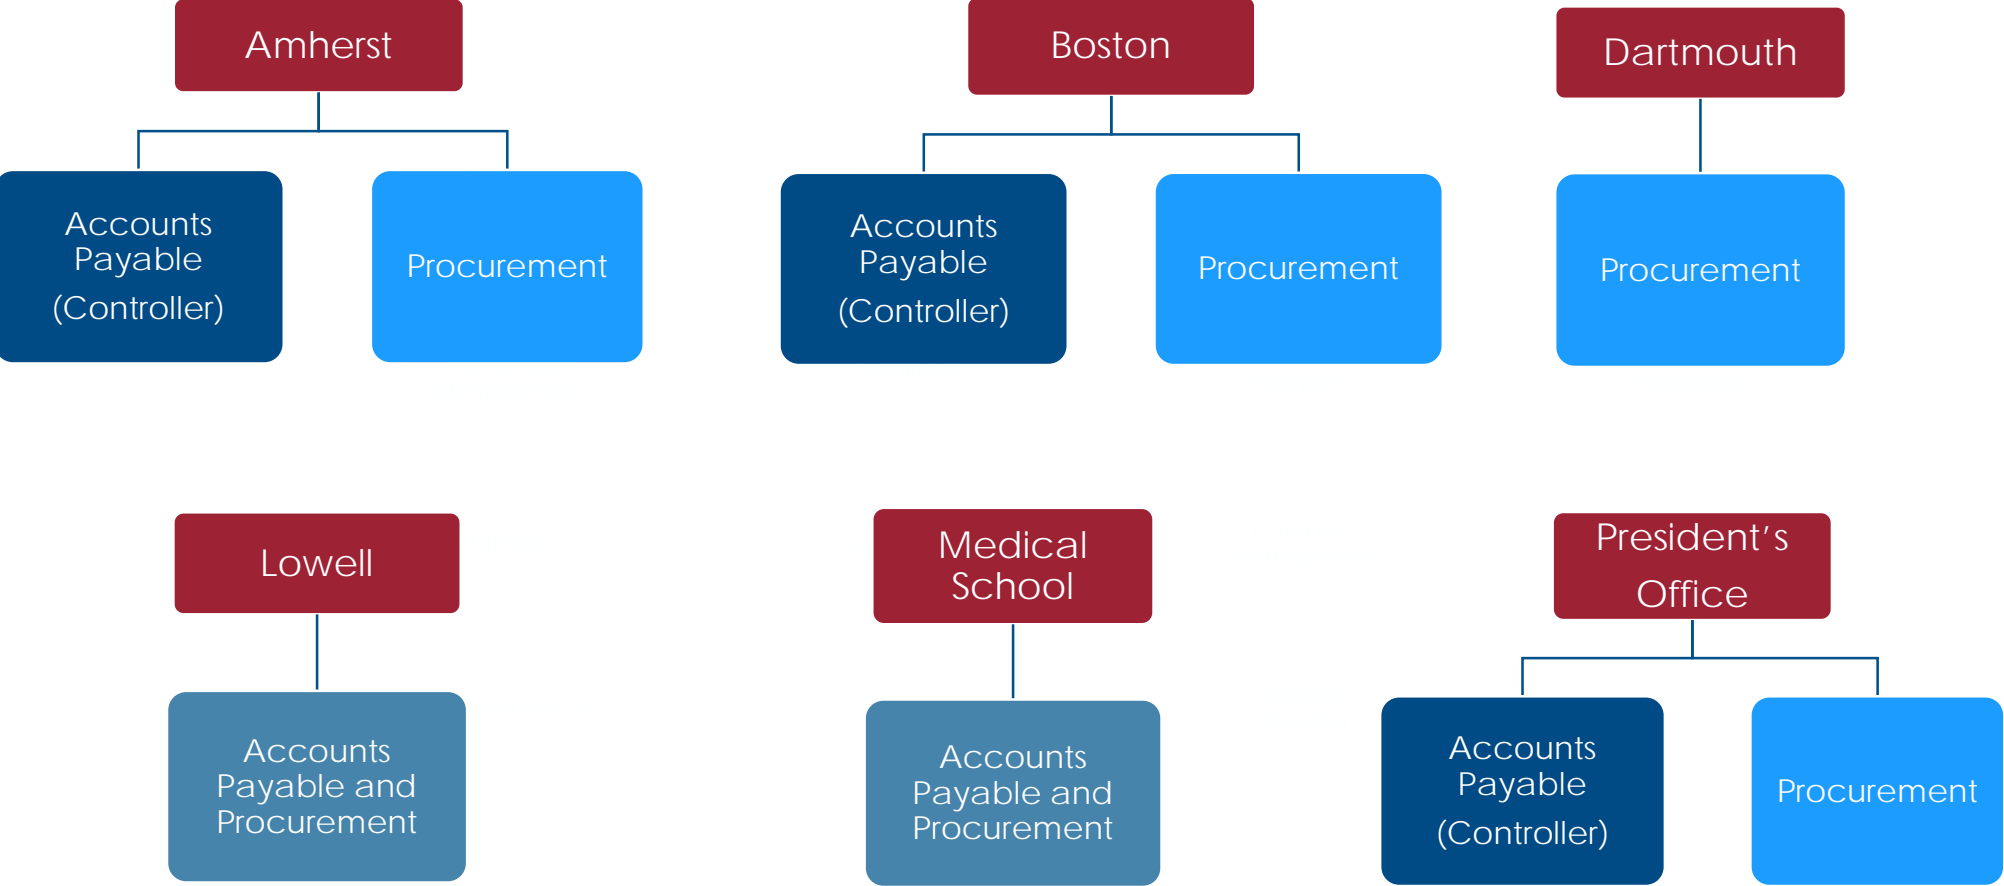 Amherst
Boston
Dartmouth
Accounts
Payable
(Controller)
Procurement
Accounts
Payable
(Controller)
Procurement
Procurement
Lowell
Medical
School
President’s
Office
Accounts
Payable and
Procurement
Accounts
Payable and
Procurement
Accounts
Payable
(Controller)
Procurement